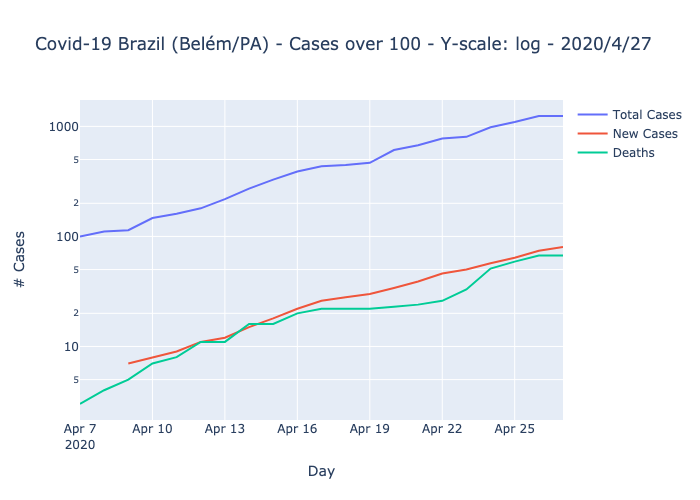 Covid-19 Brazil (Belém/PA) - Cases over 100 - Y-scale: log - 2020/4/27
Total Cases
New Cases
Deaths
# Cases
1000
5
2
100
5
2
10
5
Apr 7
2020
Apr 10
Apr 13
Apr 16
Apr 19
Apr 22
Apr 25
Day